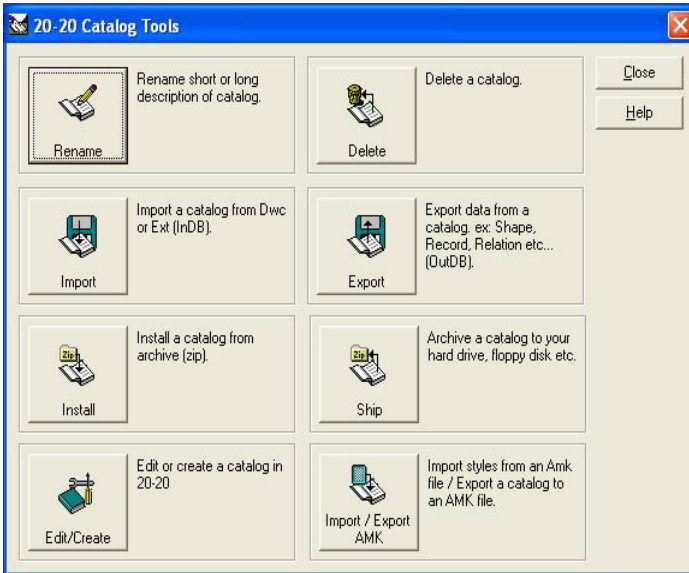 20-20 Catalog Tools
Rename short or long
description of catalog.
Rename
Delete a catalog.
Delete
Close
Help
Import a catalog from Dwc
or Ext (InDB).
Import
Export data from a
catalog. ex: Shape,
Record, Relation etc...
(OutDB).
Export
Install a catalog from
archive (zip).
Zip
Install
Archive a catalog to your
hard drive, floppy disk etc.
Zip
Ship
Edit or create a catalog in
20-20
Edit/Create
Import styles from an Amk
file / Export a catalog to
an AMK file.
Import / Export
AMK